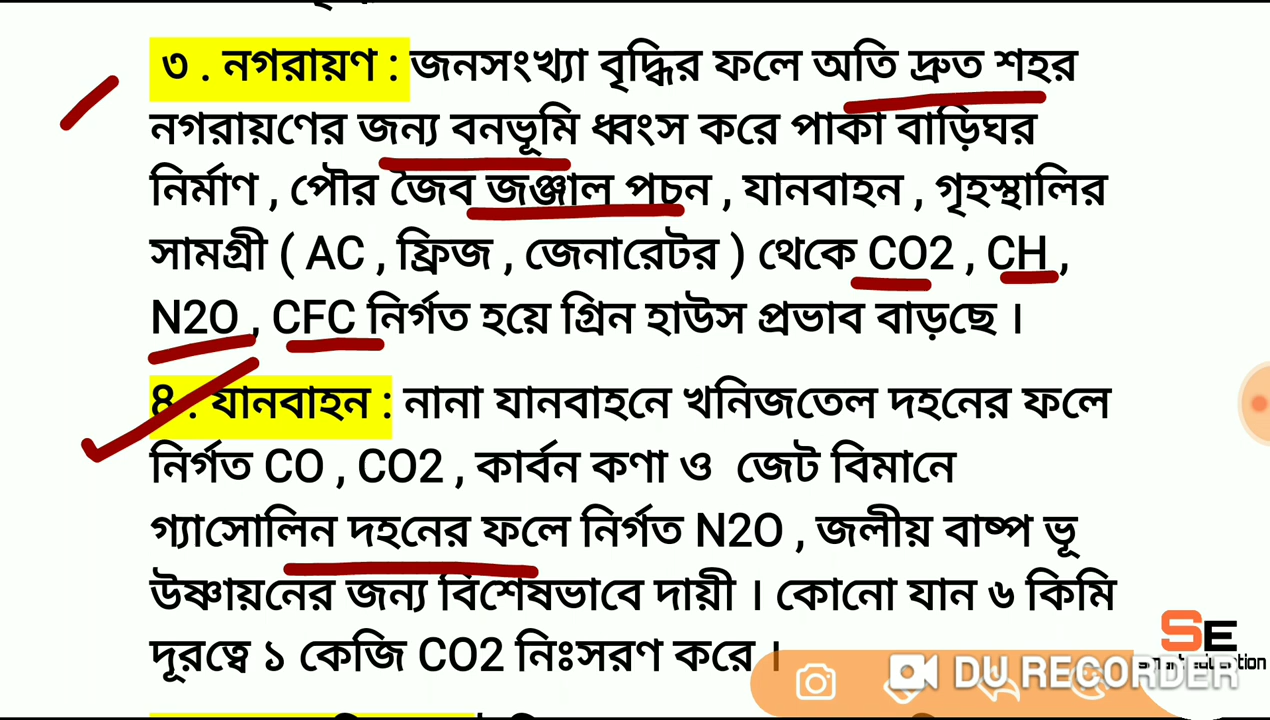 ৩ . নগরায়ণ : জনসংখ্যা বৃদ্ধির ফলে অতি দ্রুত শহর
নগরায়ণের জন্য বনভূমি ধ্বংস করে পাকা বাড়িঘর
নির্মাণ , পৌর জৈব জঞ্জাল পচন , যানবাহন , গৃহস্থালির
সামগ্রী ( AC , ফ্রিজ , জেনারেটর ) থেকে CO2 , CH ,
N2O , CFC নির্গত হয়ে গ্রিন হাউস প্রভাব বাড়ছে ।
8 . যানবাহন : নানা যানবাহনে খনিজতেল দহনের ফলে
নির্গত CO , CO2 , কার্বন কণা ও জেট বিমানে
গ্যাসোলিন দহনের ফলে নির্গত N2O , জলীয় বাষ্প ভূ
উষ্ণায়নের জন্য বিশেষভাবে দায়ী । কোনো যান ৬ কিমি
দূরত্বে ১ কেজি CO2 নিঃসরণ করে ।
SE
smart education
DU RECORDER